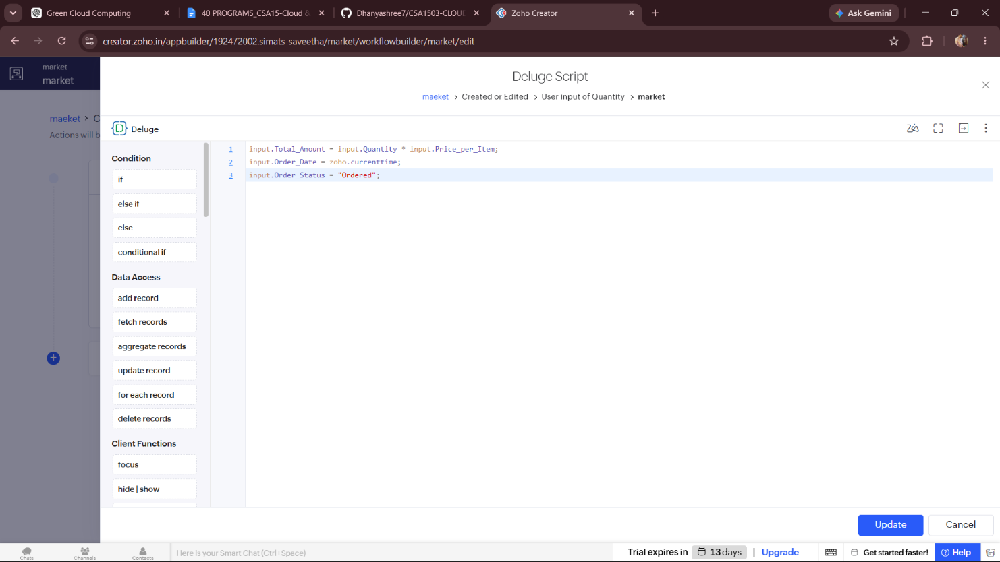 Green Cloud Computing
40 PROGRAMS_CSA15-Cloud &
Dhanyashree7/CSA1503-CLOUD
Zoho Creator
Ask Gemini
creator.zoho.in/appbuilder/192472002.simats_saveetha/market/workflowbuilder/market/edit
market
market
Deluge Script
maeket > Created or Edited > User input of Quantity > market
maeket > C
Actions will b
Deluge
Condition
if
else if
else
conditional if
Data Access
add record
fetch records
aggregate records
update record
for each record
delete records
Client Functions
focus
hide | show
1 input.Total_Amount = input.Quantity * input.Price_per_Item;
2 input.Order_Date = zoho.currenttime;
3 input.Order_Status = "Ordered";
Update
Cancel
Chats
Channels
Contacts
Here is your Smart Chat (Ctrl+Space)
Trial expires in 13 days | Upgrade
Get started faster!
Help